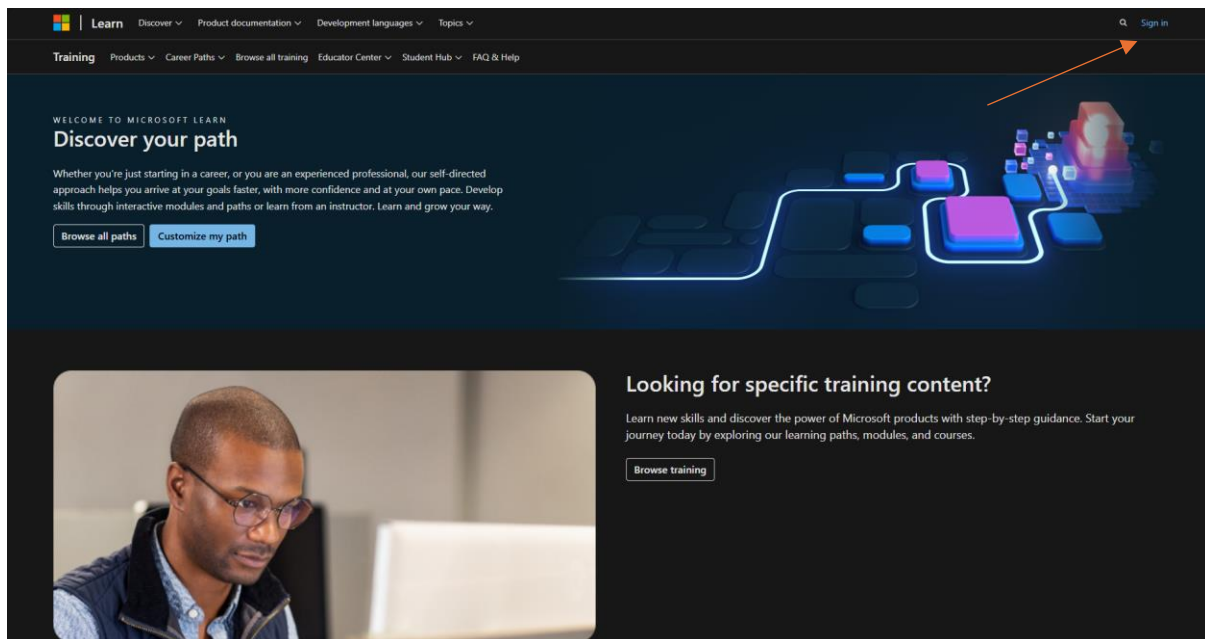 Learn Discover Product documentation Development languages Topics Sign in
Training Products Career Paths Browse all training Educator Center Student Hub FAQ & Help
WELCOME TO MICROSOFT LEARN
Discover your path
Whether you're just starting in a career, or you are an experienced professional, our self-directed
approach helps you arrive at your goals faster, with more confidence and at your own pace. Develop
skills through interactive modules and paths or learn from an instructor. Learn and grow your way.
Browse all paths Customize my path
Looking for specific training content?
Learn new skills and discover the power of Microsoft products with step-by-step guidance. Start your
journey today by exploring our learning paths, modules, and courses.
Browse training